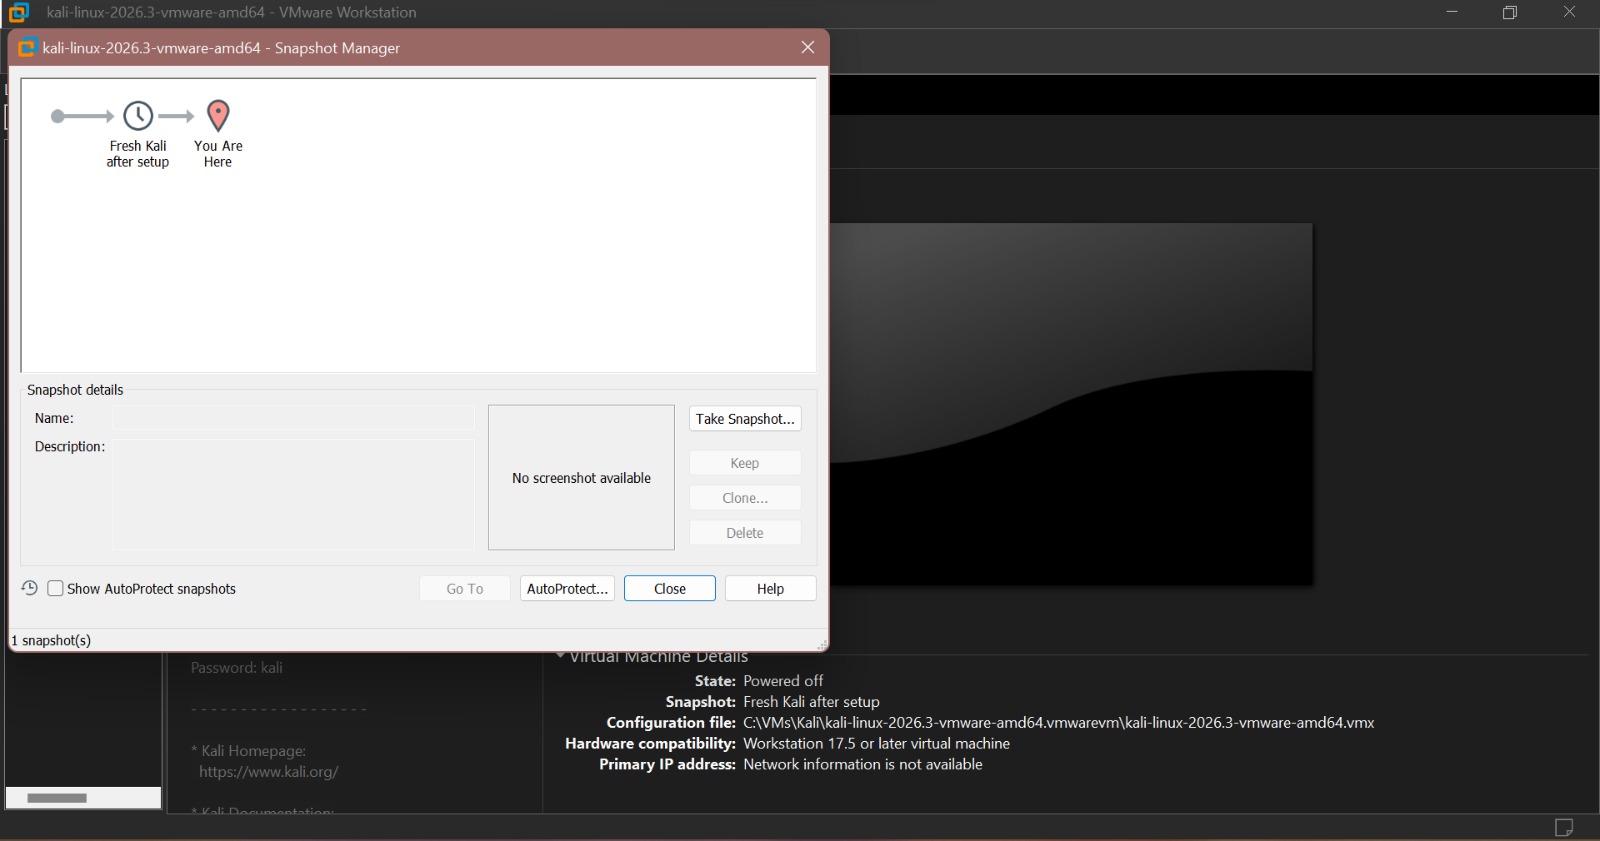 kali-linux-2026.3-vmware-amd64 - VMware Workstation
kali-linux-2026.3-vmware-amd64 - Snapshot Manager
Fresh Kali
after setup
You Are
Here
Snapshot details
Name:
Description:
No screenshot available
Take Snapshot...
Keep
Clone...
Delete
Show AutoProtect snapshots
Go To
AutoProtect...
Close
Help
1 snapshot(s)
Password: kali
- - - - - - - - - - - - - - - - - -
* Kali Homepage:
https://www.kali.org/
* Kali Documentation:
Virtual Machine Details
State: Powered off
Snapshot: Fresh Kali after setup
Configuration file: C:\VMs\Kali\kali-linux-2026.3-vmware-amd64.vmwarevm\kali-linux-2026.3-vmware-amd64.vmx
Hardware compatibility: Workstation 17.5 or later virtual machine
Primary IP address: Network information is not available